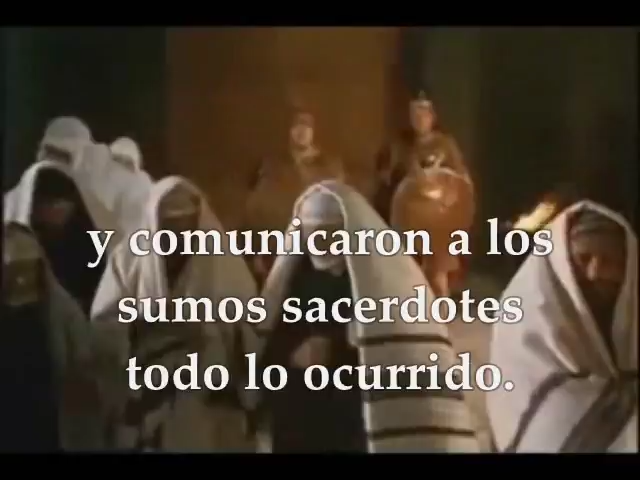 y comunicaron a los
sumos sacerdotes
todo lo ocurrido.